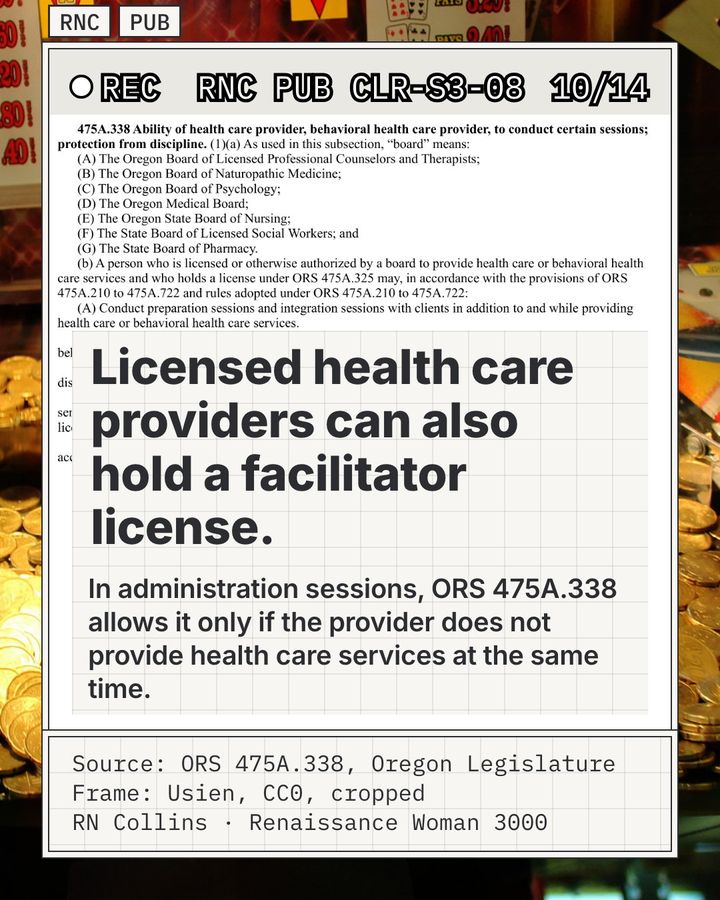 RNC PUB
REC RNC PUB CLR-S3-08 10/14
475A.338 Ability of health care provider, behavioral health care provider, to conduct certain sessions;
protection from discipline. (1)(a) As used in this subsection, “board” means:
(A) The Oregon Board of Licensed Professional Counselors and Therapists;
(B) The Oregon Board of Naturopathic Medicine;
(C) The Oregon Board of Psychology;
(D) The Oregon Medical Board;
(E) The Oregon State Board of Nursing;
(F) The State Board of Licensed Social Workers; and
(G) The State Board of Pharmacy.
(b) A person who is licensed or otherwise authorized by a board to provide health care or behavioral health
care services and who holds a license under ORS 475A.325 may, in accordance with the provisions of ORS
475A.210 to 475A.722 and rules adopted under ORS 475A.210 to 475A.722:
(A) Conduct preparation sessions and integration sessions with clients in addition to and while providing
health care or behavioral health care services.
Licensed health care
providers can also
hold a facilitator
license.
In administration sessions, ORS 475A.338
allows it only if the provider does not
provide health care services at the same
time.
Source: ORS 475A.338, Oregon Legislature
Frame: Usien, CC0, cropped
RN Collins · Renaissance Woman 3000